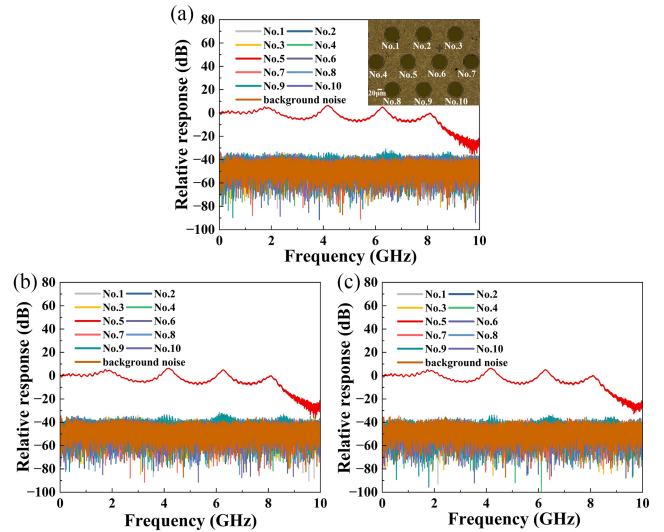 (a)
80
60
40
20
0
−20
−40
−60
−80
−100
Relative response (dB)
No.1 No.2
No.3 No.4
No.5 No.6
No.7 No.8
No.9 No.10
background noise
No.1 No.2 No.3
No.4 No.5 No.6 No.7
20μm
No.8 No.9 No.10
0 2 4 6 8 10
Frequency (GHz)
(b)
80
60
40
20
0
−20
−40
−60
−80
−100
Relative response (dB)
No.1 No.2
No.3 No.4
No.5 No.6
No.7 No.8
No.9 No.10
background noise
0 2 4 6 8 10
Frequency (GHz)
(c)
80
60
40
20
0
−20
−40
−60
−80
−100
Relative response (dB)
No.1 No.2
No.3 No.4
No.5 No.6
No.7 No.8
No.9 No.10
background noise
0 2 4 6 8 10
Frequency (GHz)